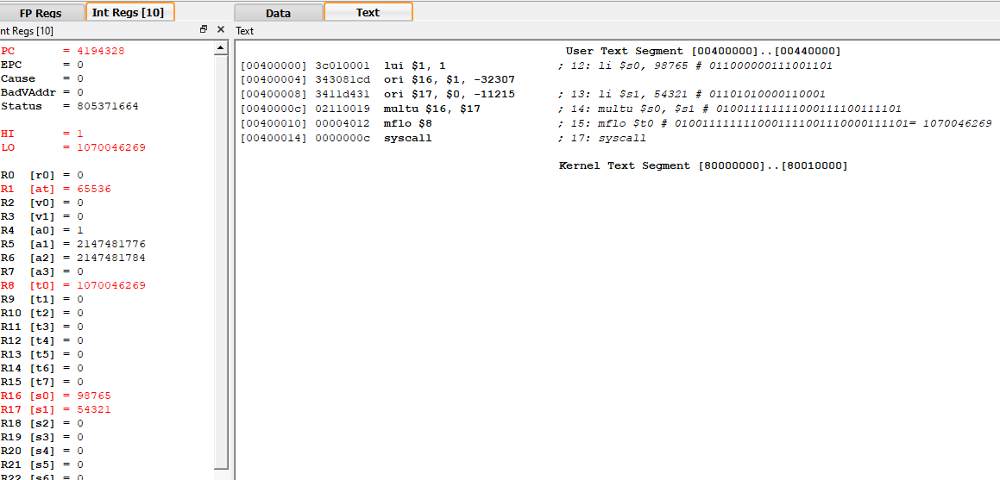 FP Regs Int Regs [10] Data Text
nt Regs [10] Text
PC = 4194328
EPC = 0
Cause = 0
BadVAddr = 0
Status = 805371664
HI = 1
LO = 1070046269
R0 [r0] = 0
R1 [at] = 65536
R2 [v0] = 0
R3 [v1] = 0
R4 [a0] = 1
R5 [a1] = 2147481776
R6 [a2] = 2147481784
R7 [a3] = 0
R8 [t0] = 1070046269
R9 [t1] = 0
R10 [t2] = 0
R11 [t3] = 0
R12 [t4] = 0
R13 [t5] = 0
R14 [t6] = 0
R15 [t7] = 0
R16 [s0] = 98765
R17 [s1] = 54321
R18 [s2] = 0
R19 [s3] = 0
R20 [s4] = 0
R21 [s5] = 0
R22 [s6] = 0
User Text Segment [00400000]..[00440000]
[00400000] 3c010001 lui $1, 1 ; 12: li $s0, 98765 # 011000000111001101
[00400004] 343081cd ori $16, $1, -32307
[00400008] 3411d431 ori $17, $0, -11215 ; 13: li $s1, 54321 # 01101010000110001
[0040000c] 02110019 multu $16, $17 ; 14: multu $s0, $s1 #
[00400010] 00004012 mflo $8 ; 15: mflo $t0 # = 1070046269
[00400014] 0000000c syscall ; 17: syscall
Kernel Text Segment [80000000]..[80010000]